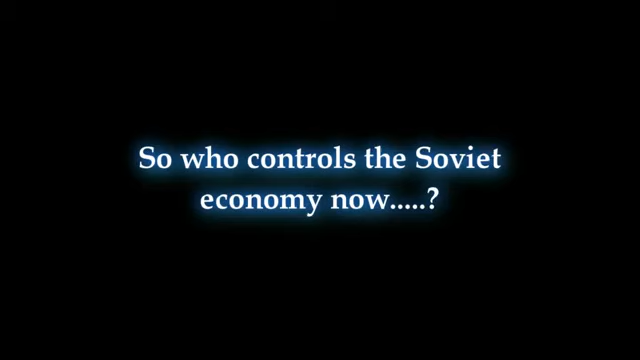 So who controls the Soviet
economy now.....?